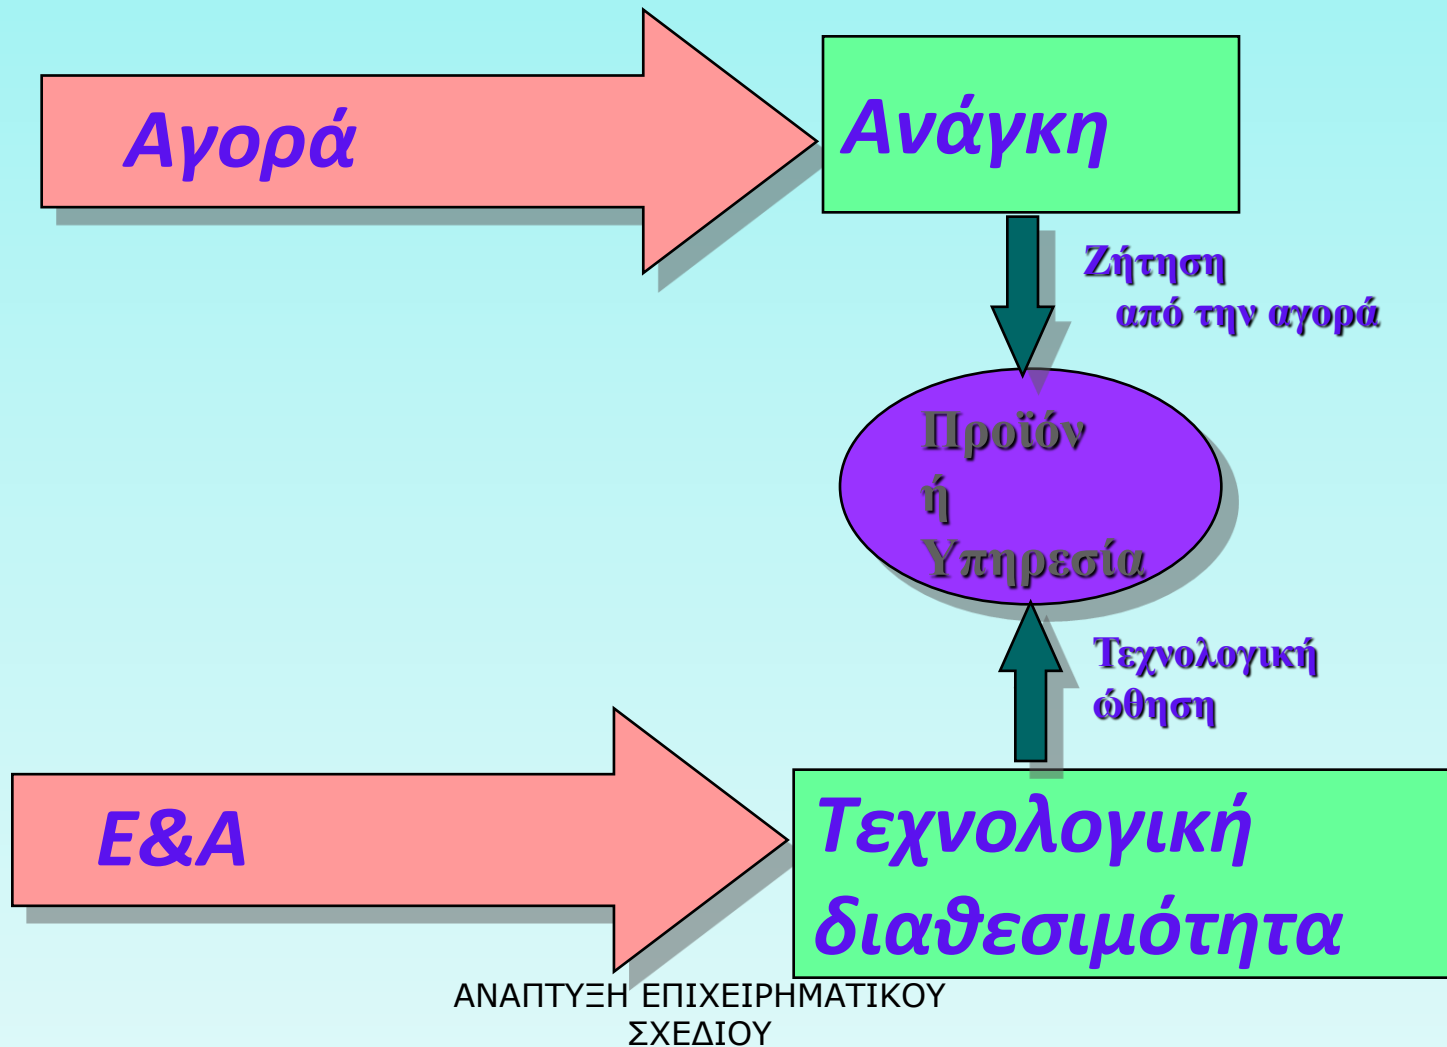 Αγορά
Ανάγκη
Ζήτηση
από την αγορά
Προϊόν
ή
Υπηρεσία
Τεχνολογική
ώθηση
Ε&Α
Τεχνολογική
διαθεσιμότητα
ΑΝΑΠΤΥΞΗ ΕΠΙΧΕΙΡΗΜΑΤΙΚΟΥ
ΣΧΕΔΙΟΥ